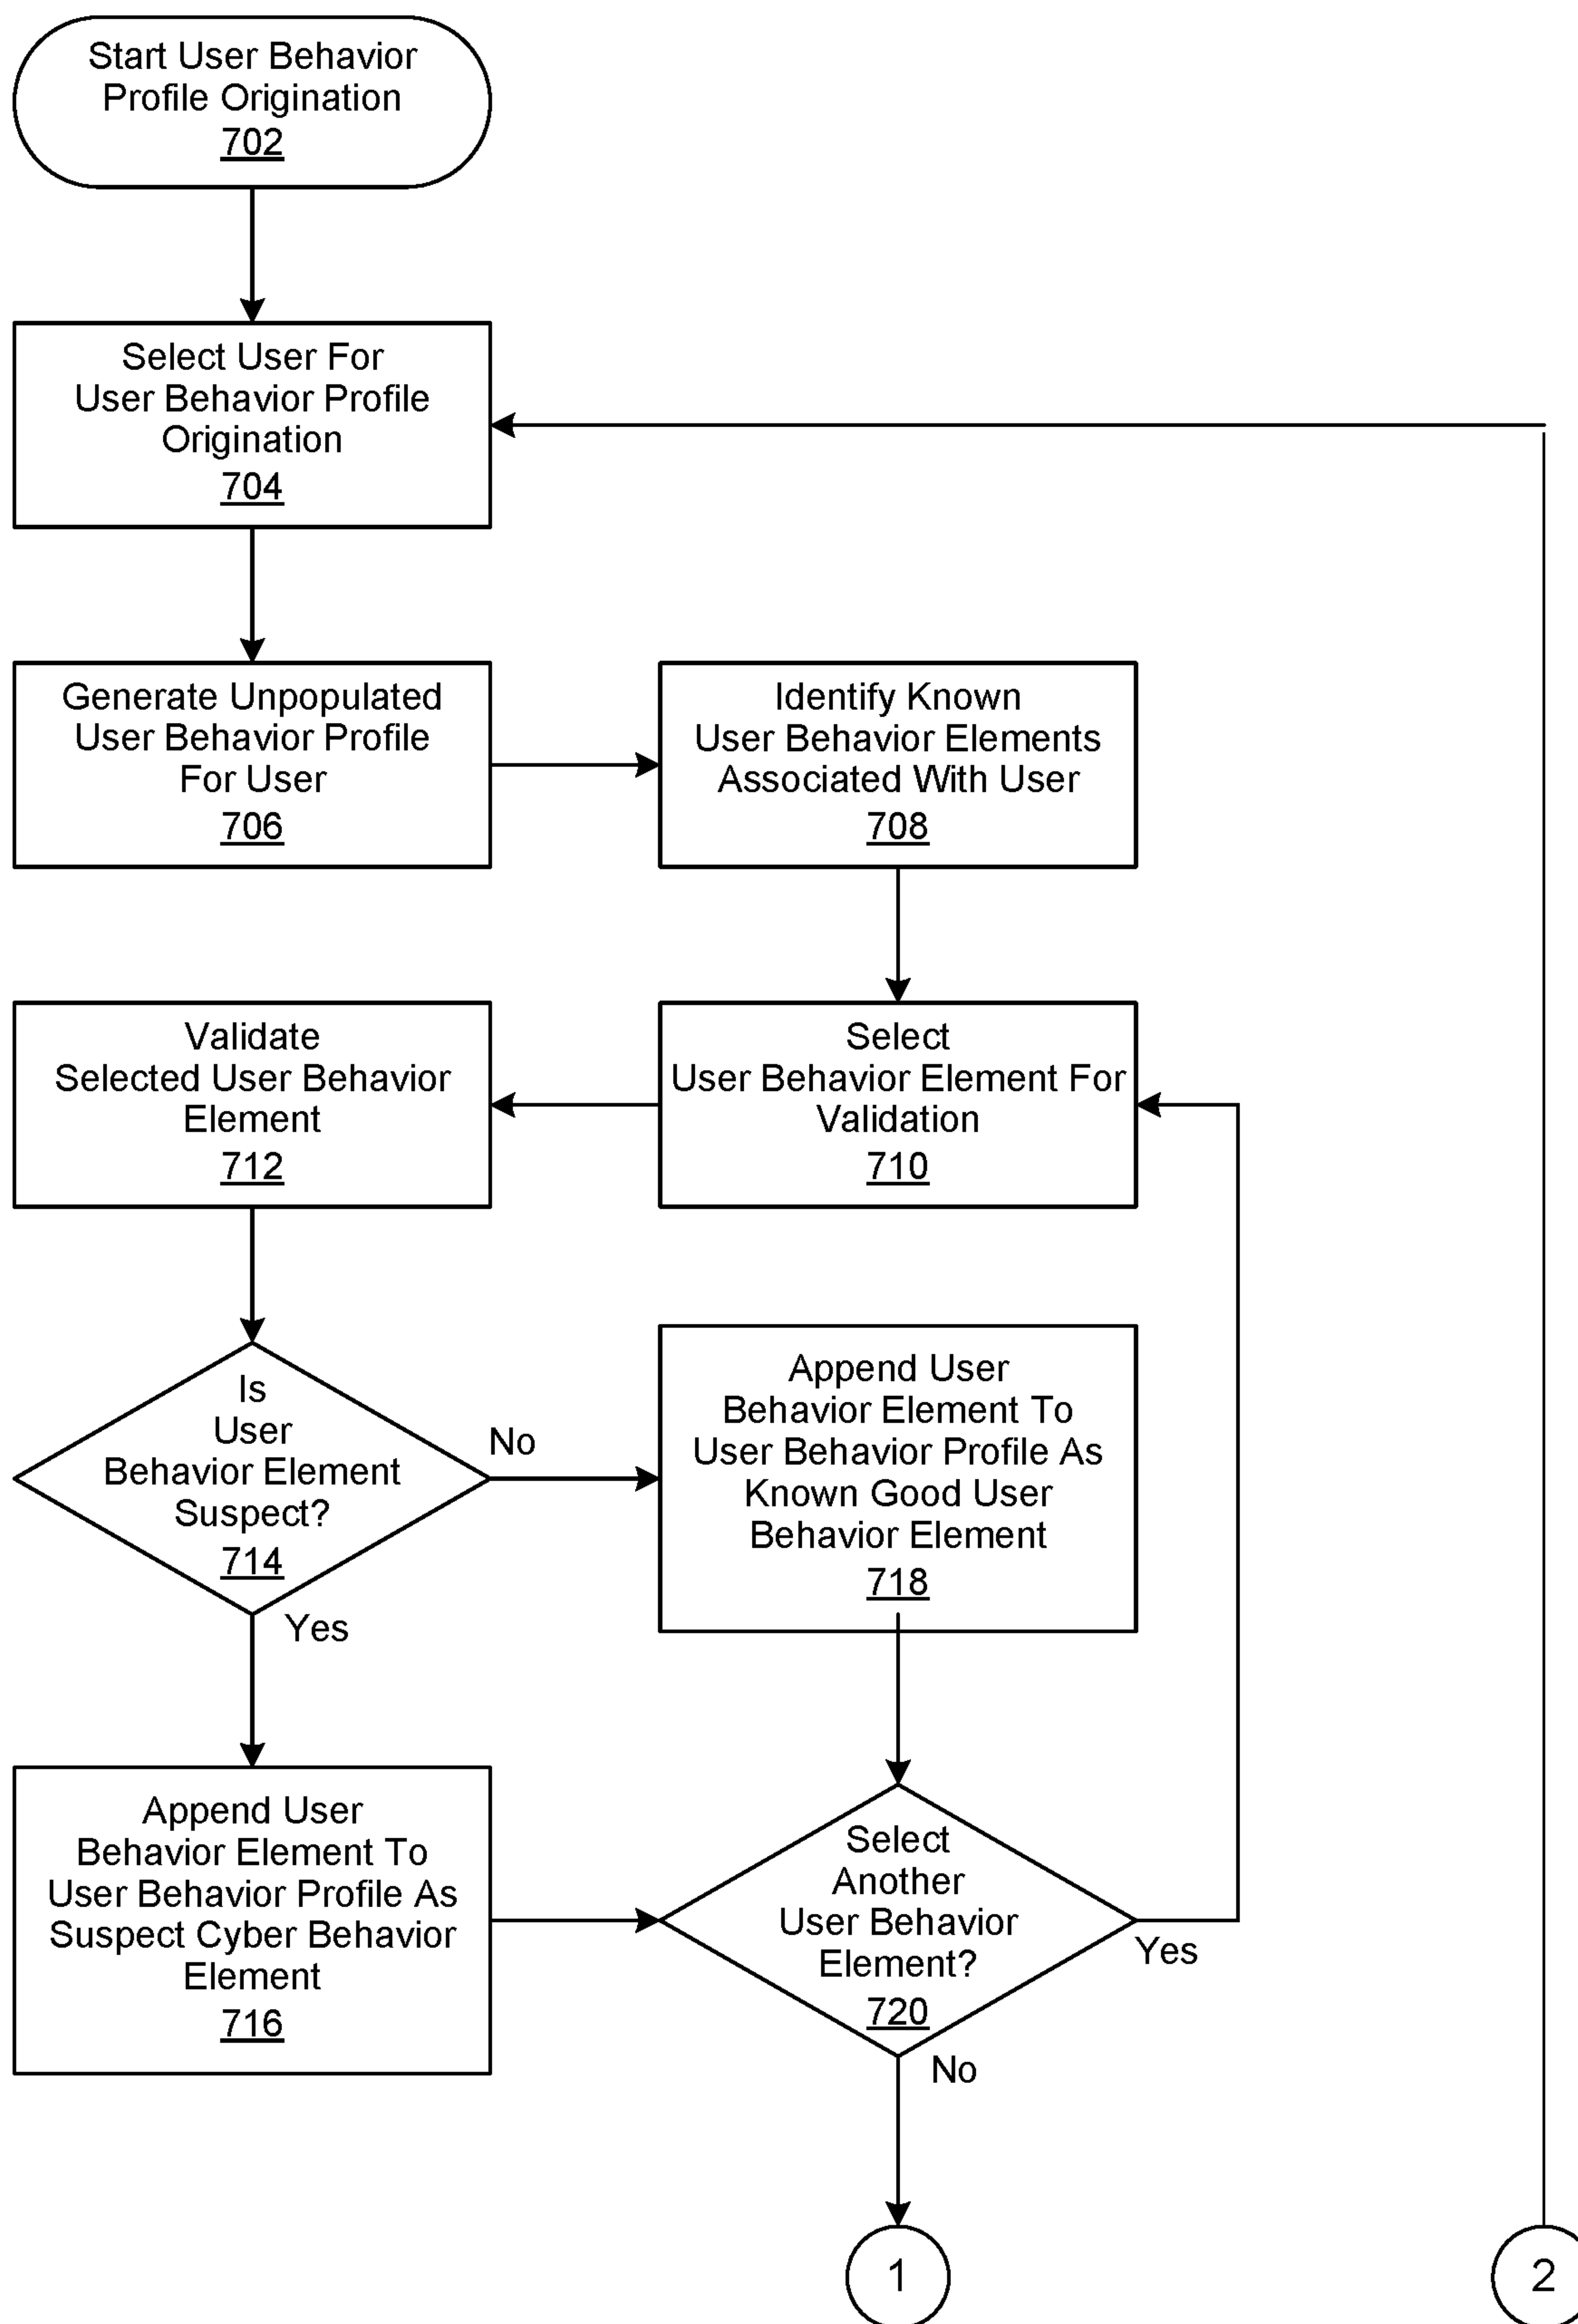 Start User Behavior
Profile Origination
702
Select User For
User Behavior Profile
Origination
704
Generate Unpopulated
User Behavior Profile
For User
706
Identify Known
User Behavior Elements
Associated With User
708
Validate
Selected User Behavior
Element
712
Select
User Behavior Element For
Validation
710
Is
User
Behavior Element
Suspect?
714
No
Yes
Append User
Behavior Element To
User Behavior Profile As
Known Good User
Behavior Element
718
Append User
Behavior Element To
User Behavior Profile As
Suspect Cyber Behavior
Element
716
Select
Another
User Behavior
Element?
720
Yes
No
1
2